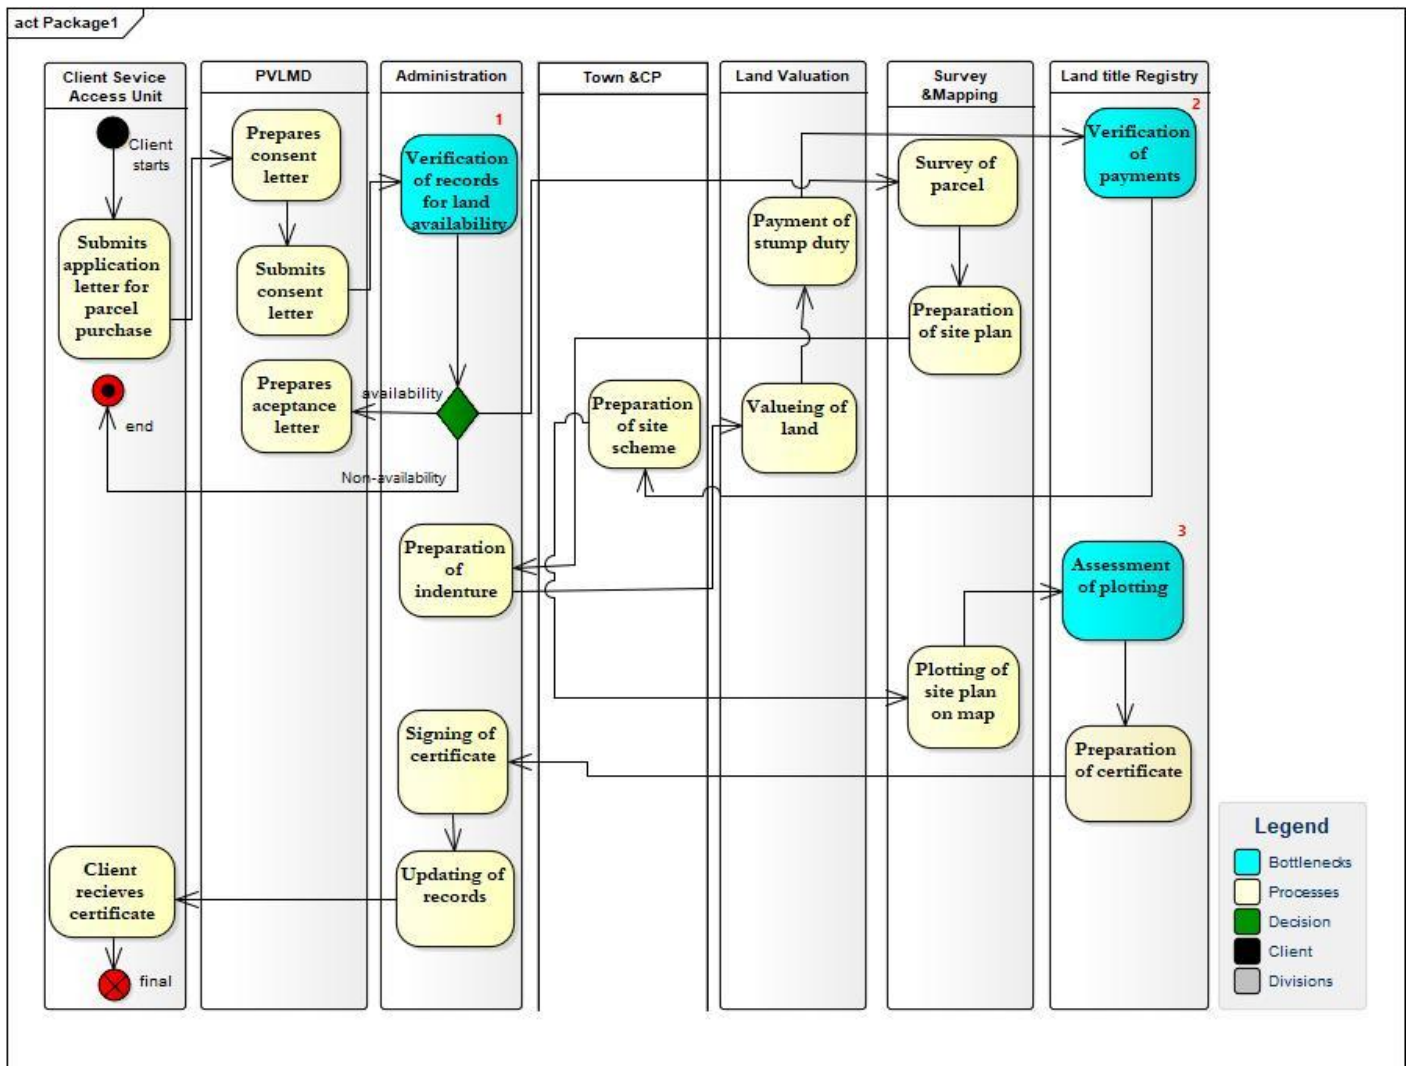 act Package1
Client Sevice
Access Unit
PVLMD
Administration
Town &CP
Land Valuation
Survey
&Mapping
Land title Registry
Client
starts
Submits
application
letter for
parcel
purchase
end
Prepares
consent
letter
Submits
consent
letter
Prepares
aceptance
letter
1
Verification
of records
for land
availability
availability
Non-availability
Preparation
of site
scheme
Payment of
stump duty
Valueing of
land
Survey of
parcel
Preparation
of site plan
2
Verification
of
payments
Preparation
of
indenture
3
Assessment
of plotting
Plotting of
site plan
on map
Preparation
of certificate
Signing of
certificate
Updating of
records
Client
recieves
certificate
final
Legend
Bottlenecks
Processes
Decision
Client
Divisions